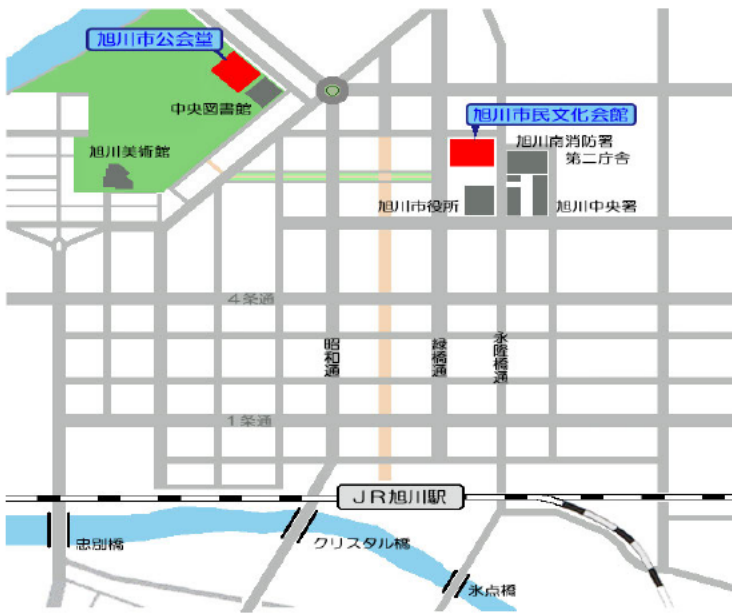 旭川市公会堂
中央図書館
旭川市民文化会館
旭川南消防署
第二庁舎
旭川美術館
旭川市役所
旭川中央署
4条通
昭和通
緑橋通
永隆橋通
1条通
JR旭川駅
忠別橋
クリスタル橋
氷点橋